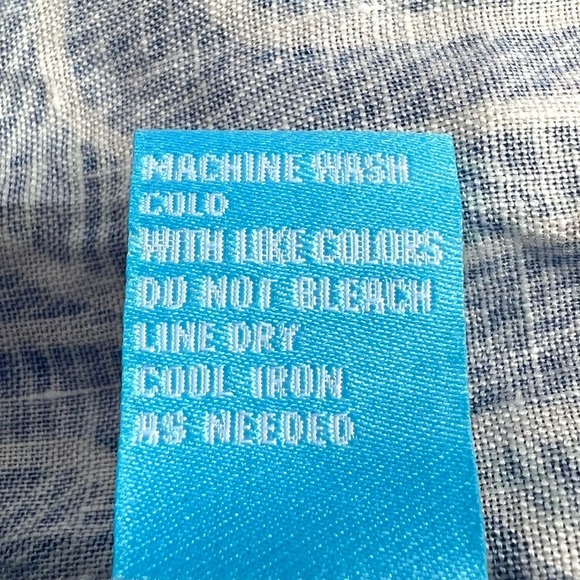 MACHINE WASH
COLD
WITH LIKE COLORS
DO NOT BLEACH
LINE DRY
COOL IRON
AS NEEDED